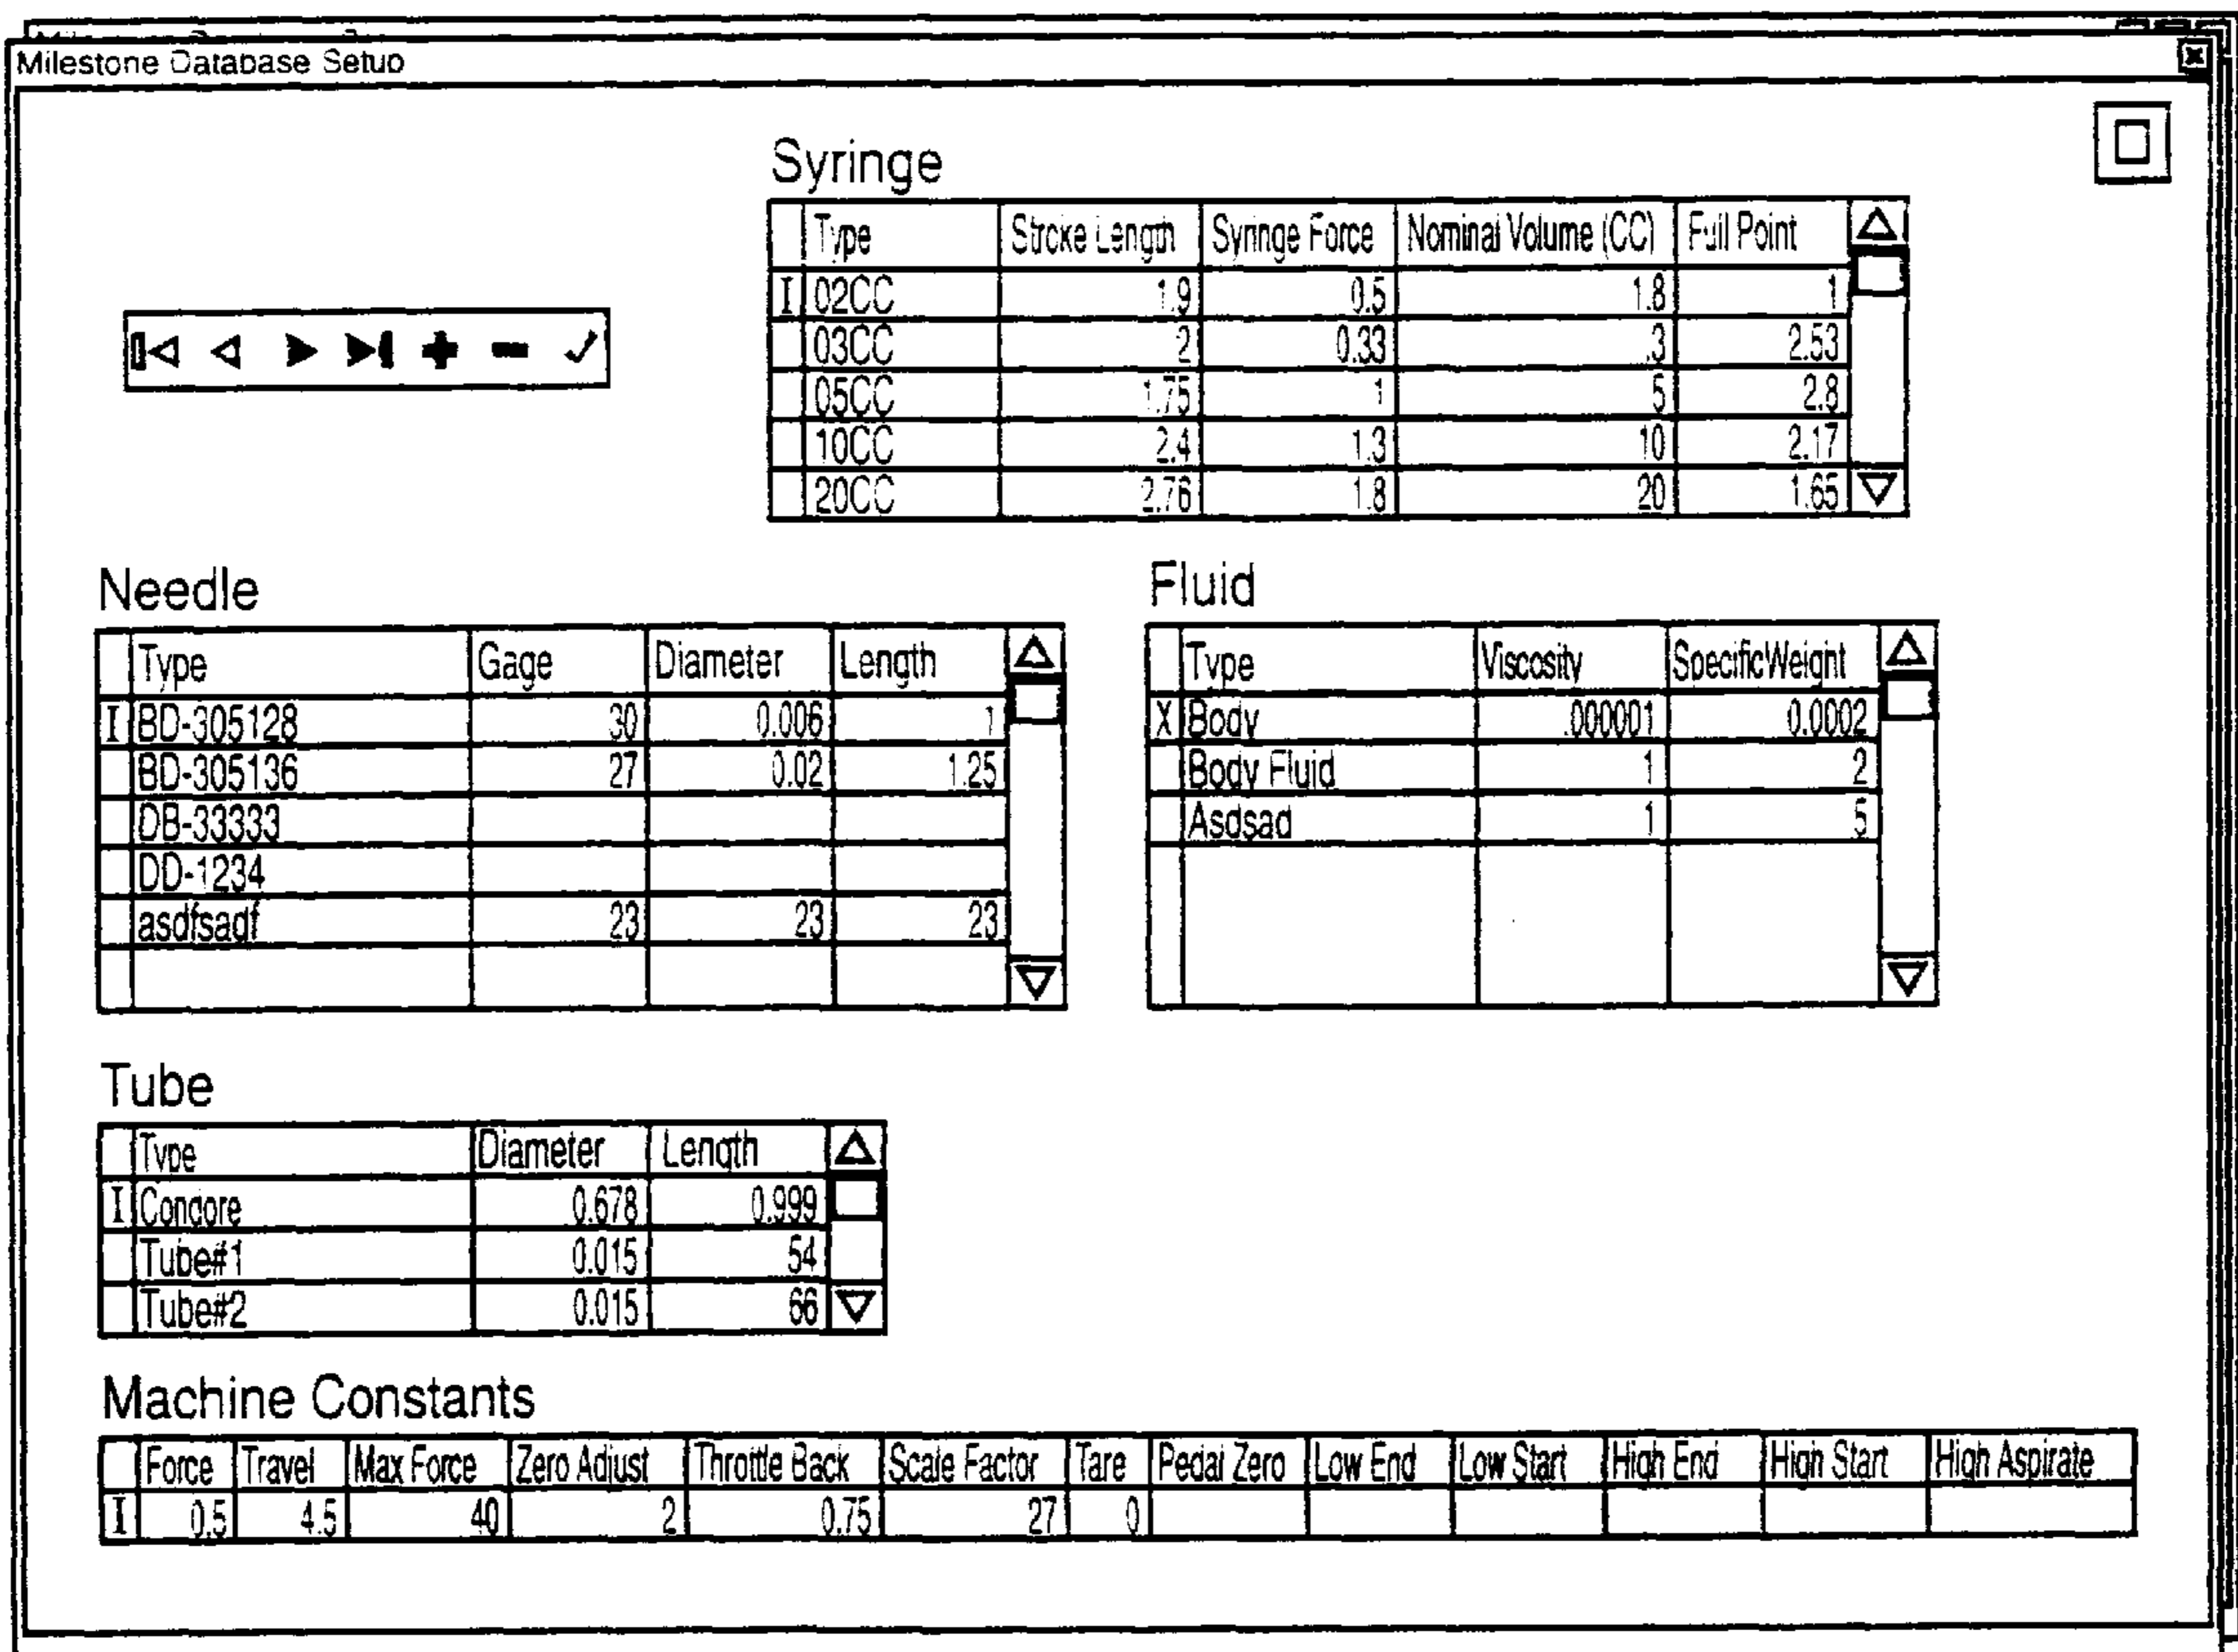 Milestone Database Setup
Syringe
Type Stroke Length Syringe Force Nominal Volume (CC) Full Point
I 02CC 1.9 0.5 1.8 1
03CC 2 0.33 .3 2.53
05CC 1.75 1 5 2.8
10CC 2.4 1.3 10 2.17
20CC 2.76 1.8 20 1.65
Needle
Type Gage Diameter Length
I BD-305128 30 0.006 1
BD-305136 27 0.02 1.25
DB-33333
DD-1234
asdfsadf 23 23 23
Fluid
Type Viscosity SpecificWeight
X Body .000001 0.0002
Body Fluid 1 2
Asdsad 1 5
Tube
Type Diameter Length
I Condore 0.678 0.999
Tube#1 0.015 54
Tube#2 0.015 66
Machine Constants
Force Travel Max Force Zero Adjust Throttle Back Scale Factor Tare Pedal Zero Low End Low Start High End High Start High Aspirate
I 0.5 4.5 40 2 0.75 27 0